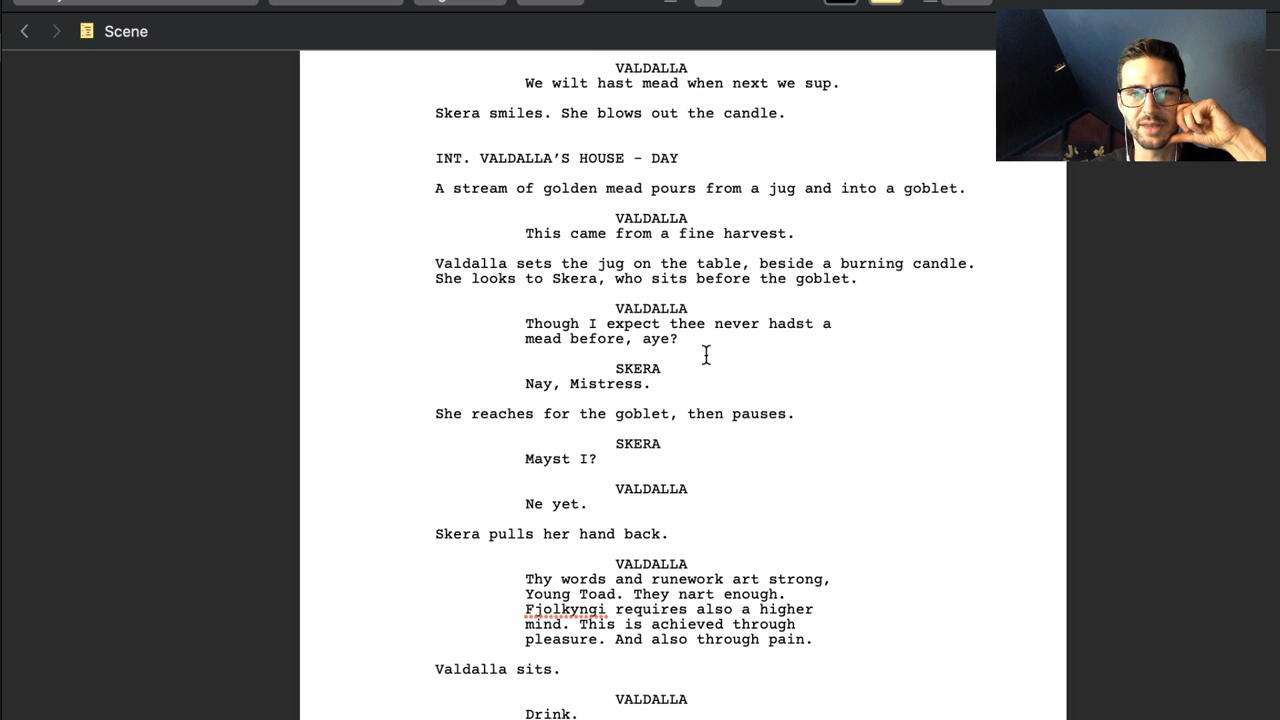 Scene
VALDALLA
We wilt hast mead when next we sup.
Skera smiles. She blows out the candle.
INT. VALDALLA'S HOUSE - DAY
A stream of golden mead pours from a jug and into a goblet.
VALDALLA
This came from a fine harvest.
Valdalla sets the jug on the table, beside a burning candle.
She looks to Skera, who sits before the goblet.
VALDALLA
Though I expect thee never hadst a
mead before, aye?
SKERA
Nay, Mistress.
She reaches for the goblet, then pauses.
SKERA
Mayst I?
VALDALLA
Ne yet.
Skera pulls her hand back.
VALDALLA
Thy words and runework art strong,
Young Toad. They nart enough.
Fjolkyngi requires also a higher
mind. This is achieved through
pleasure. And also through pain.
Valdalla sits.
VALDALLA
Drink.